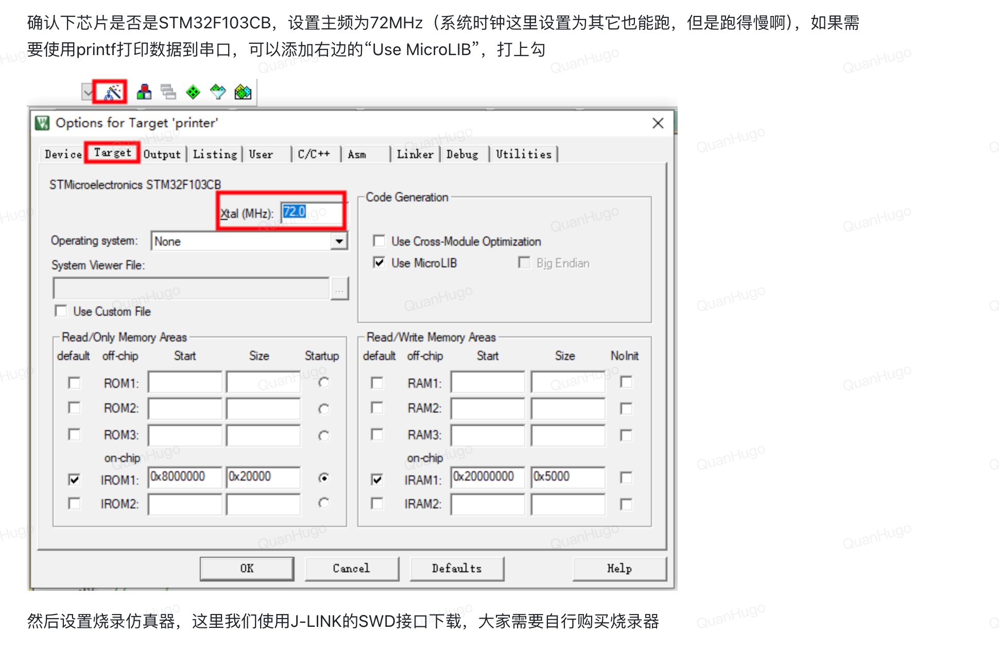 确认下芯片是否是STM32F103CB，设置主频为72MHz（系统时钟这里设置为其它也能跑，但是跑得慢啊），如果需
要使用printf打印数据到串口，可以添加右边的“Use MicroLIB”，打上勾
Options for Target 'printer'
Device Target Output Listing User C/C++ Asm Linker Debug Utilities
STMicroelectronics STM32F103CB
Xtal (MHz): 72.0
Operating system: None
System Viewer File:
...
Use Custom File
Code Generation
Use Cross-Module Optimization
Use MicroLIB Big Endian
Read/Only Memory Areas
default off-chip Start Size Startup
ROM1:
ROM2:
ROM3:
on-chip
IROM1: 0x8000000 0x20000
IROM2:
Read/Write Memory Areas
default off-chip Start Size NoInit
RAM1:
RAM2:
RAM3:
on-chip
IRAM1: 0x20000000 0x5000
IRAM2:
OK Cancel Defaults Help
然后设置烧录仿真器，这里我们使用J-LINK的SWD接口下载，大家需要自行购买烧录器
QuanHugo